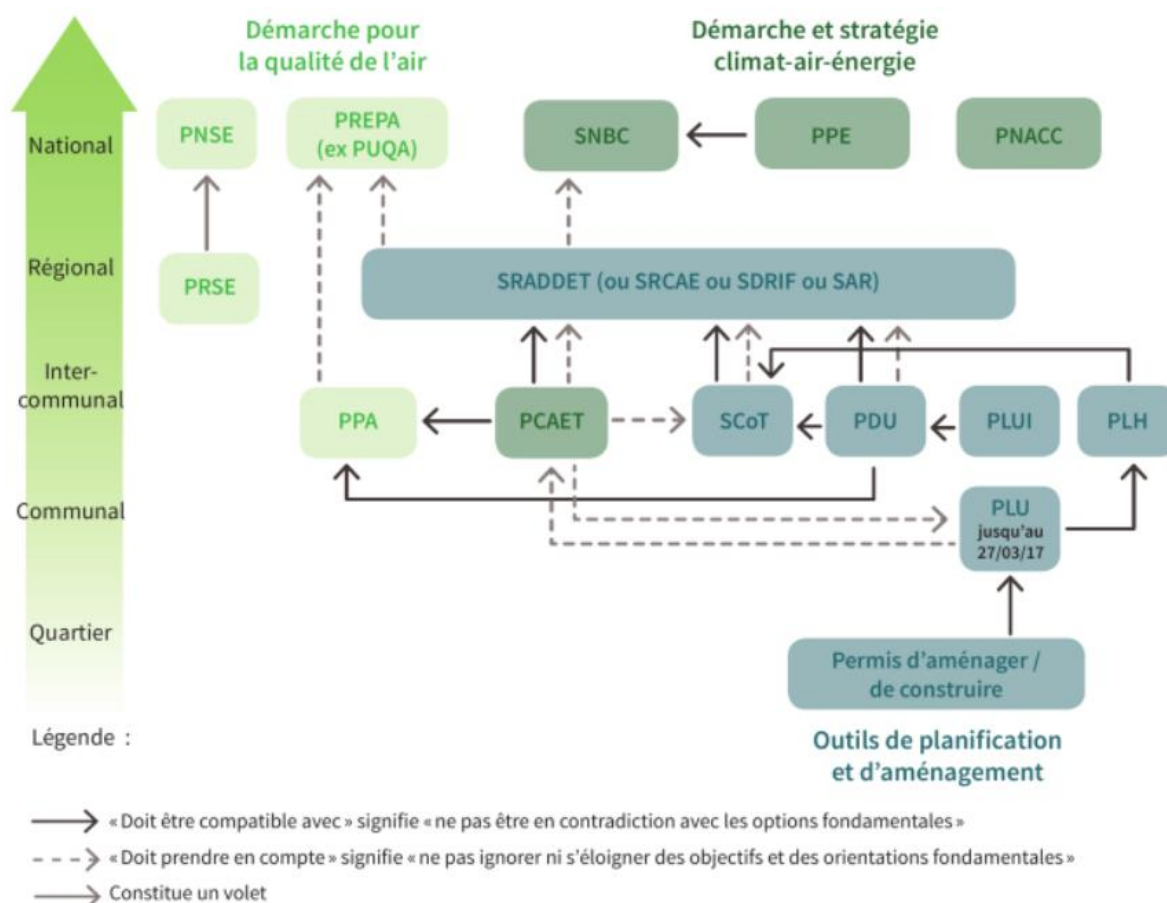 Démarche pour
la qualité de l’air
Démarche et stratégie
climat-air-énergie
National
PNSE
PREPA
(ex PUQA)
SNBC
PPE
PNACC
Régional
PRSE
SRADDET (ou SRCAE ou SDRIF ou SAR)
Inter-
communal
PPA
PCAET
SCoT
PDU
PLUI
PLH
Communal
PLU
jusqu’au
27/03/17
Quartier
Permis d’aménager /
de construire
Légende :
Outils de planification
et d’aménagement
« Doit être compatible avec » signifie « ne pas être en contradiction avec les options fondamentales »
« Doit prendre en compte » signifie « ne pas ignorer ni s’éloigner des objectifs et des orientations fondamentales »
Constitue un volet